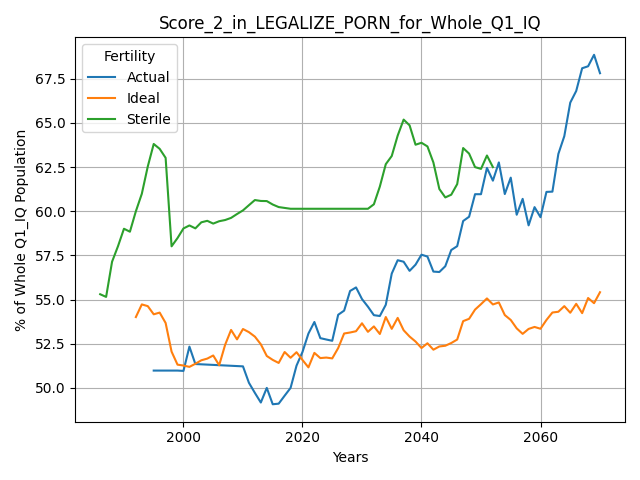 Score_2_in_LEGALIZE_PORN_for_Whole_Q1_IQ
% of Whole Q1_IQ Population
67.5
65.0
62.5
60.0
57.5
55.0
52.5
50.0
Fertility
Actual
Ideal
Sterile
2000 2020 2040 2060
Years